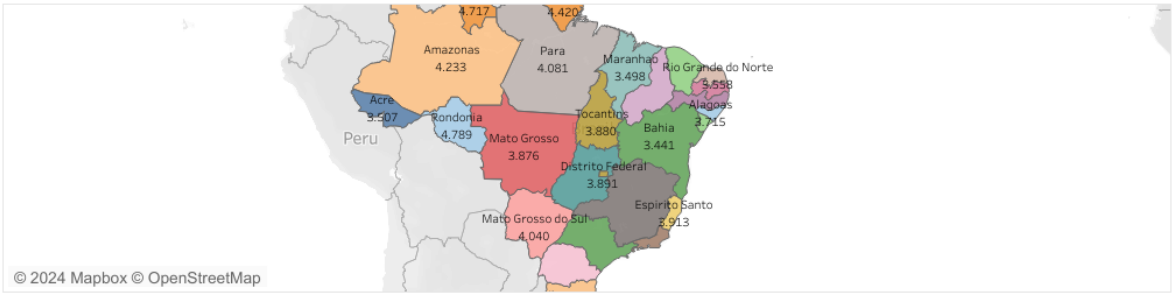 4.717
4.420
Amazonas
4.233
Para
4.081
Maranhao
3.498
Rio Grande do Norte
3.558
Acre
3.507
Rondonia
4.789
Tocantins
3.880
Alagoas
3.715
Mato Grosso
3.876
Bahia
3.441
Peru
Distrito Federal
3.891
Mato Grosso do Sul
4.040
Espirito Santo
3.913
© 2024 Mapbox © OpenStreetMap